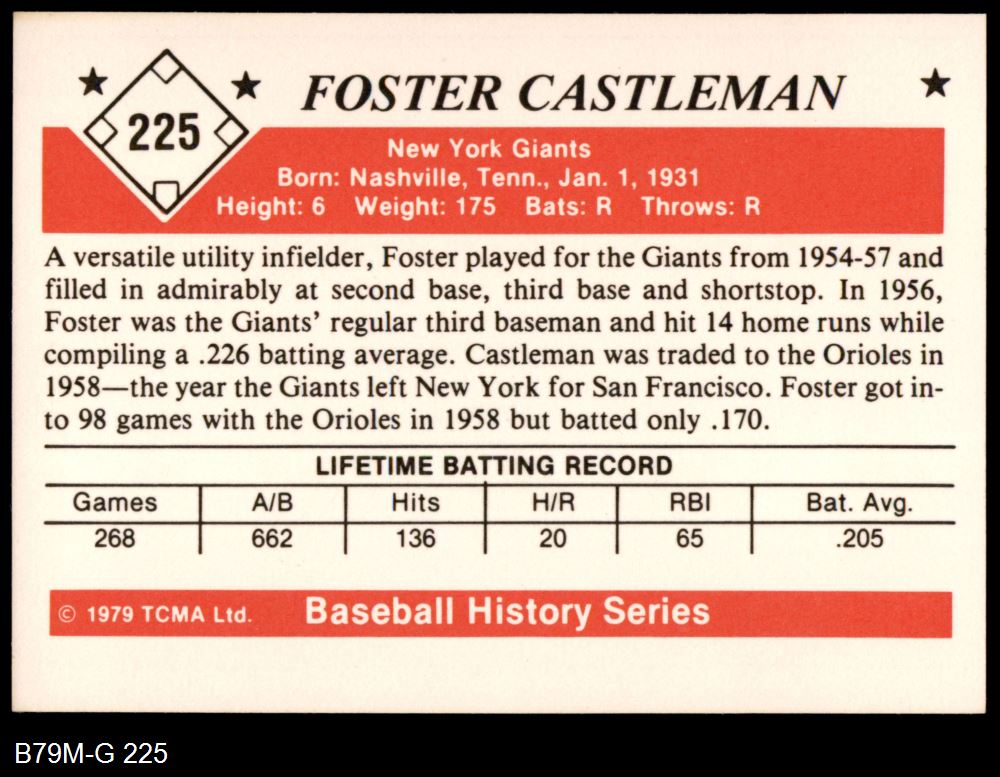 225
FOSTER CASTLEMAN
New York Giants
Born: Nashville, Tenn., Jan. 1, 1931
Height: 6 Weight: 175 Bats: R Throws: R
A versatile utility infielder, Foster played for the Giants from 1954-57 and
filled in admirably at second base, third base and shortstop. In 1956,
Foster was the Giants' regular third baseman and hit 14 home runs while
compiling a .226 batting average. Castleman was traded to the Orioles in
1958—the year the Giants left New York for San Francisco. Foster got in-
to 98 games with the Orioles in 1958 but batted only .170.
LIFETIME BATTING RECORD
Games A/B Hits H/R RBI Bat. Avg.
268 662 136 20 65 .205
© 1979 TCMA Ltd. Baseball History Series
B79M-G 225